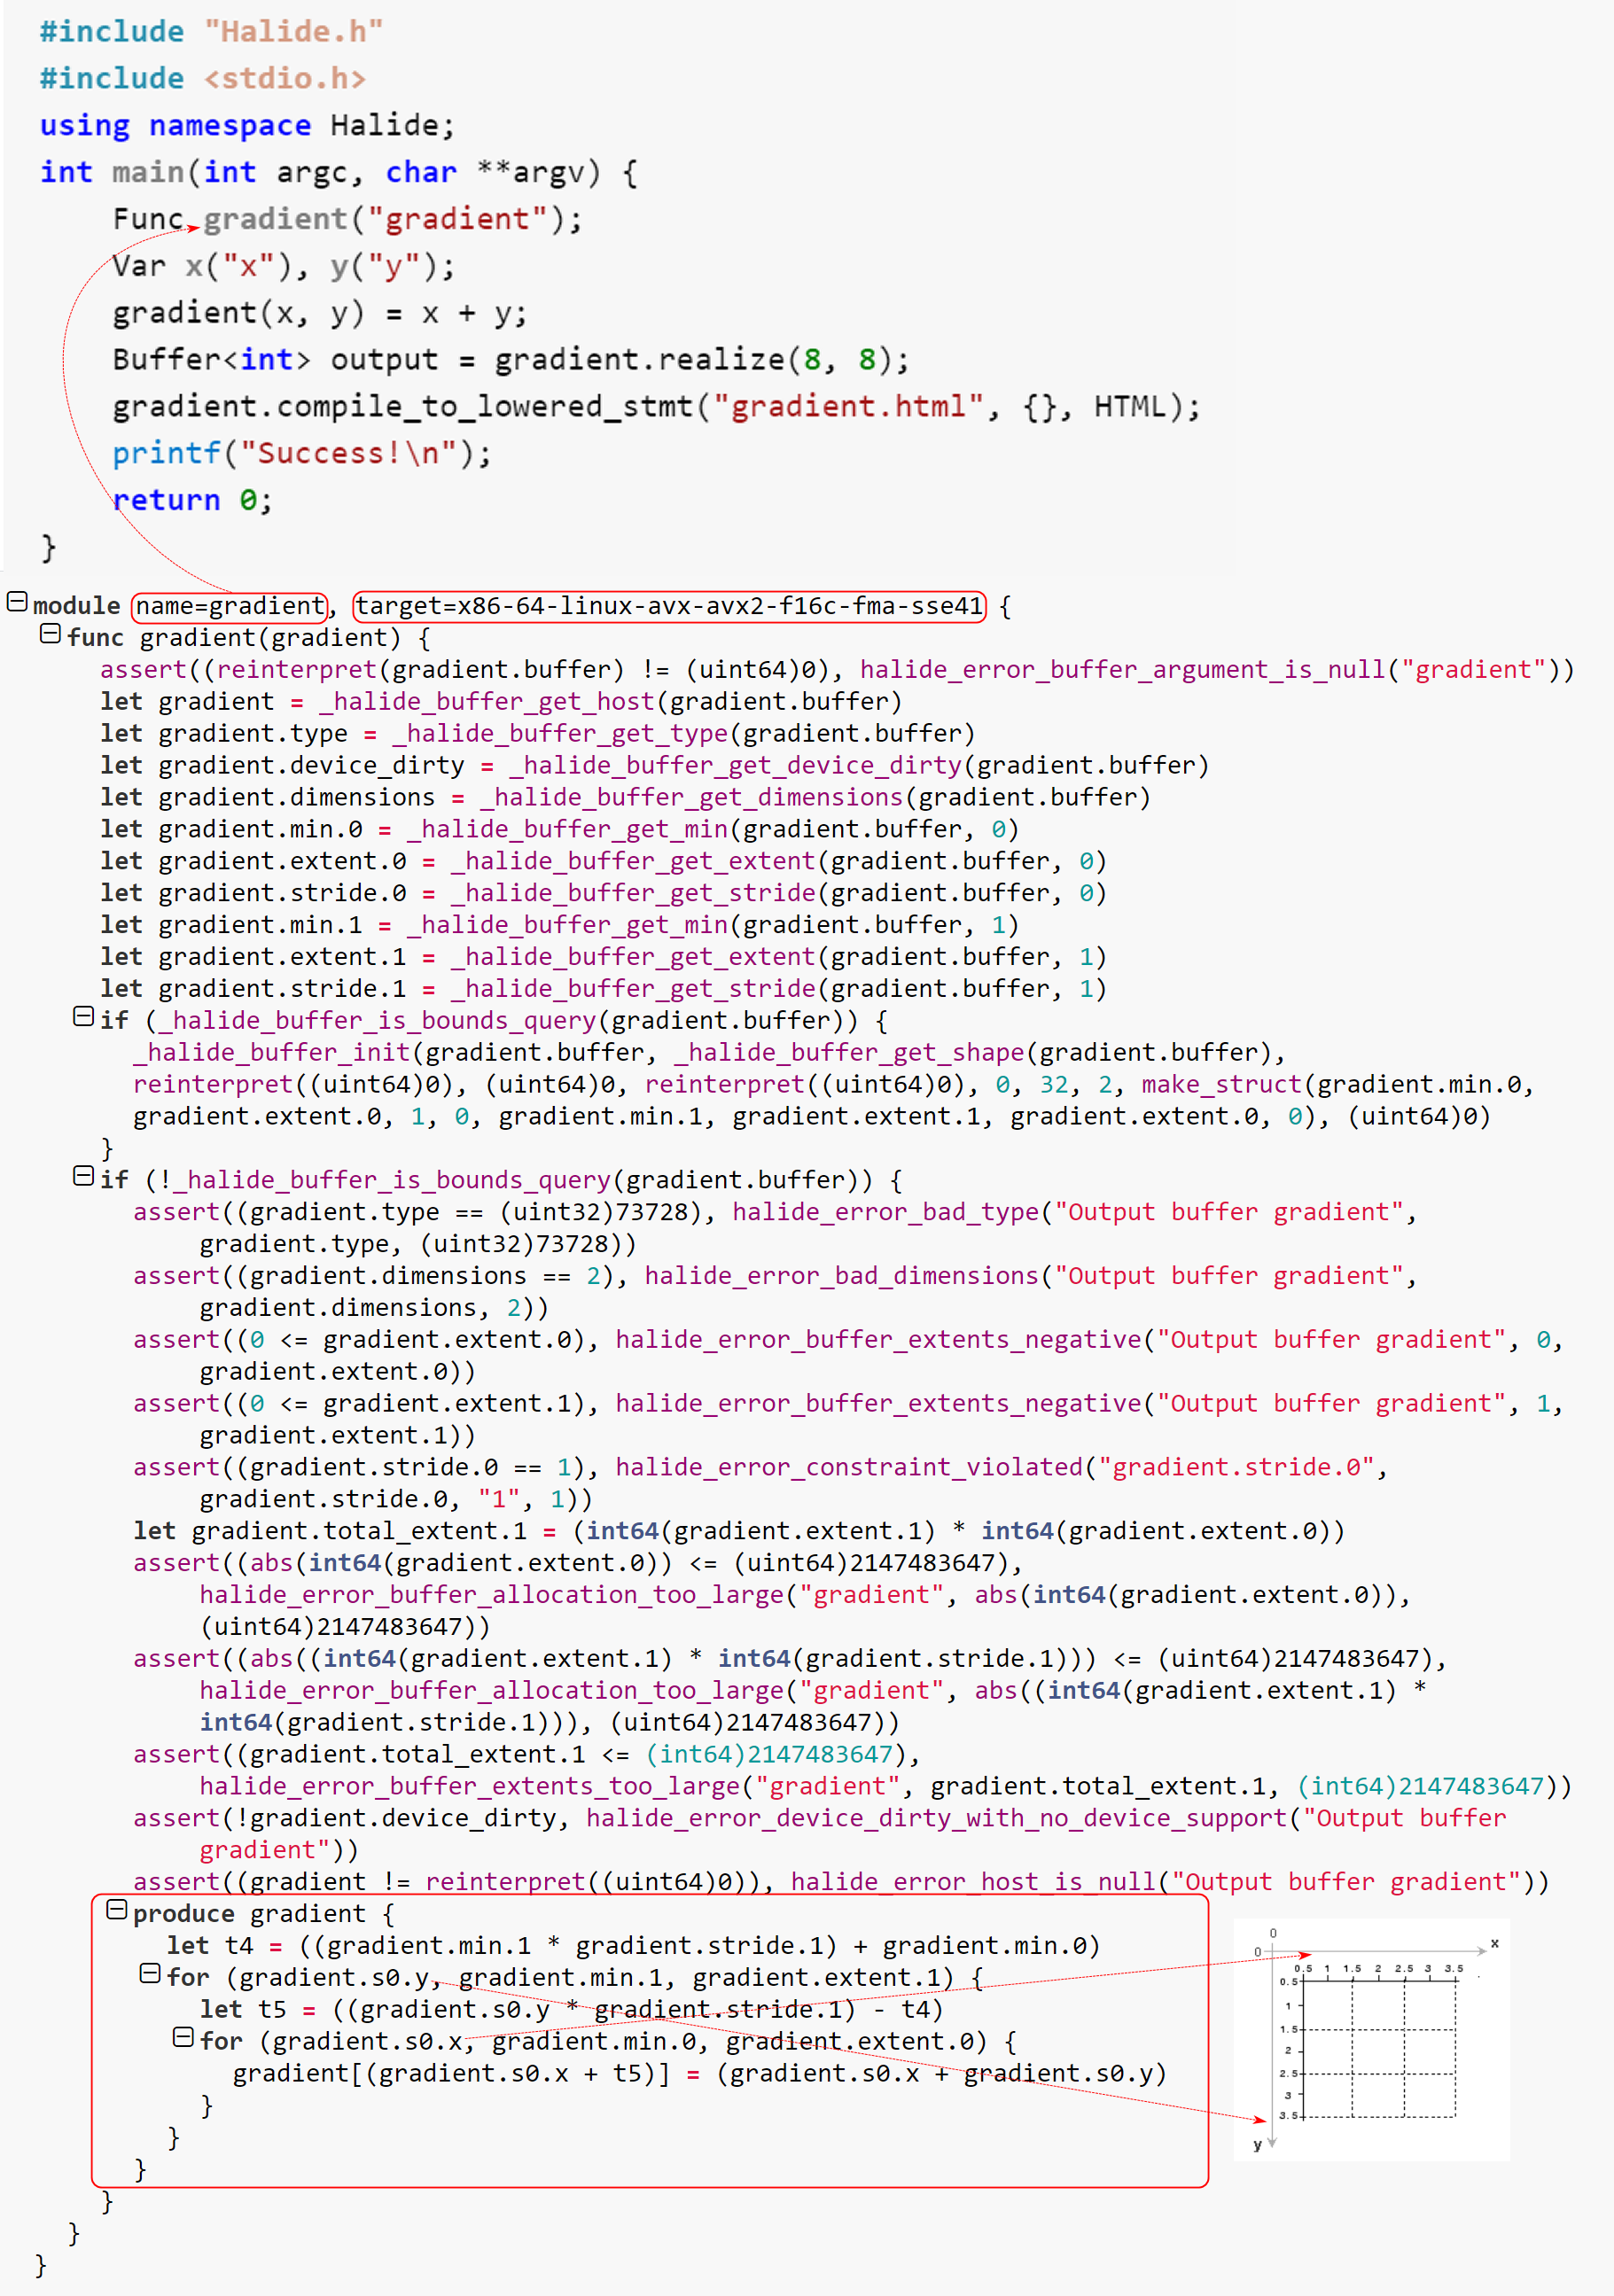 #include "Halide.h"
#include <stdio.h>
using namespace Halide;
int main(int argc, char **argv) {
Func gradient("gradient");
Var x("x"), y("y");
gradient(x, y) = x + y;
Buffer<int> output = gradient.realize(8, 8);
gradient.compile_to_lowered_stmt("gradient.html", {}, HTML);
printf("Success!\n");
return 0;
}
module name=gradient, target=x86-64-linux-avx-avx2-f16c-fma-sse41 {
func gradient(gradient) {
assert((reinterpret(gradient.buffer) != (uint64)0), halide_error_buffer_argument_is_null("gradient"))
let gradient = _halide_buffer_get_host(gradient.buffer)
let gradient.type = _halide_buffer_get_type(gradient.buffer)
let gradient.device_dirty = _halide_buffer_get_device_dirty(gradient.buffer)
let gradient.dimensions = _halide_buffer_get_dimensions(gradient.buffer)
let gradient.min.0 = _halide_buffer_get_min(gradient.buffer, 0)
let gradient.extent.0 = _halide_buffer_get_extent(gradient.buffer, 0)
let gradient.stride.0 = _halide_buffer_get_stride(gradient.buffer, 0)
let gradient.min.1 = _halide_buffer_get_min(gradient.buffer, 1)
let gradient.extent.1 = _halide_buffer_get_extent(gradient.buffer, 1)
let gradient.stride.1 = _halide_buffer_get_stride(gradient.buffer, 1)
if (_halide_buffer_is_bounds_query(gradient.buffer)) {
_halide_buffer_init(gradient.buffer, _halide_buffer_get_shape(gradient.buffer),
reinterpret((uint64)0), (uint64)0, reinterpret((uint64)0), 0, 32, 2, make_struct(gradient.min.0,
gradient.extent.0, 1, 0, gradient.min.1, gradient.extent.1, gradient.extent.0, 0), (uint64)0)
}
if (!_halide_buffer_is_bounds_query(gradient.buffer)) {
assert((gradient.type == (uint32)73728), halide_error_bad_type("Output buffer gradient",
gradient.type, (uint32)73728))
assert((gradient.dimensions == 2), halide_error_bad_dimensions("Output buffer gradient",
gradient.dimensions, 2))
assert((0 <= gradient.extent.0), halide_error_buffer_extents_negative("Output buffer gradient", 0,
gradient.extent.0))
assert((0 <= gradient.extent.1), halide_error_buffer_extents_negative("Output buffer gradient", 1,
gradient.extent.1))
assert((gradient.stride.0 == 1), halide_error_constraint_violated("gradient.stride.0",
gradient.stride.0, "1", 1))
let gradient.total_extent.1 = (int64(gradient.extent.1) * int64(gradient.extent.0))
assert((abs(int64(gradient.extent.0)) <= (uint64)2147483647),
halide_error_buffer_allocation_too_large("gradient", abs(int64(gradient.extent.0)),
(uint64)2147483647))
assert((abs((int64(gradient.extent.1) * int64(gradient.stride.1))) <= (uint64)2147483647),
halide_error_buffer_allocation_too_large("gradient", abs((int64(gradient.extent.1) *
int64(gradient.stride.1))), (uint64)2147483647))
assert((gradient.total_extent.1 <= (int64)2147483647),
halide_error_buffer_extents_too_large("gradient", gradient.total_extent.1, (int64)2147483647))
assert(!gradient.device_dirty, halide_error_device_dirty_with_no_device_support("Output buffer
gradient"))
assert((gradient != reinterpret((uint64)0)), halide_error_host_is_null("Output buffer gradient"))
produce gradient {
let t4 = ((gradient.min.1 * gradient.stride.1) + gradient.min.0)
for (gradient.s0.y, gradient.min.1, gradient.extent.1) {
let t5 = ((gradient.s0.y * gradient.stride.1) - t4)
for (gradient.s0.x, gradient.min.0, gradient.extent.0) {
gradient[(gradient.s0.x + t5)] = (gradient.s0.x + gradient.s0.y)
}
}
}
}
}
}
0
0 x
0.5 1 1.5 2 2.5 3 3.5
0.5
1
1.5
2
2.5
3
3.5
y